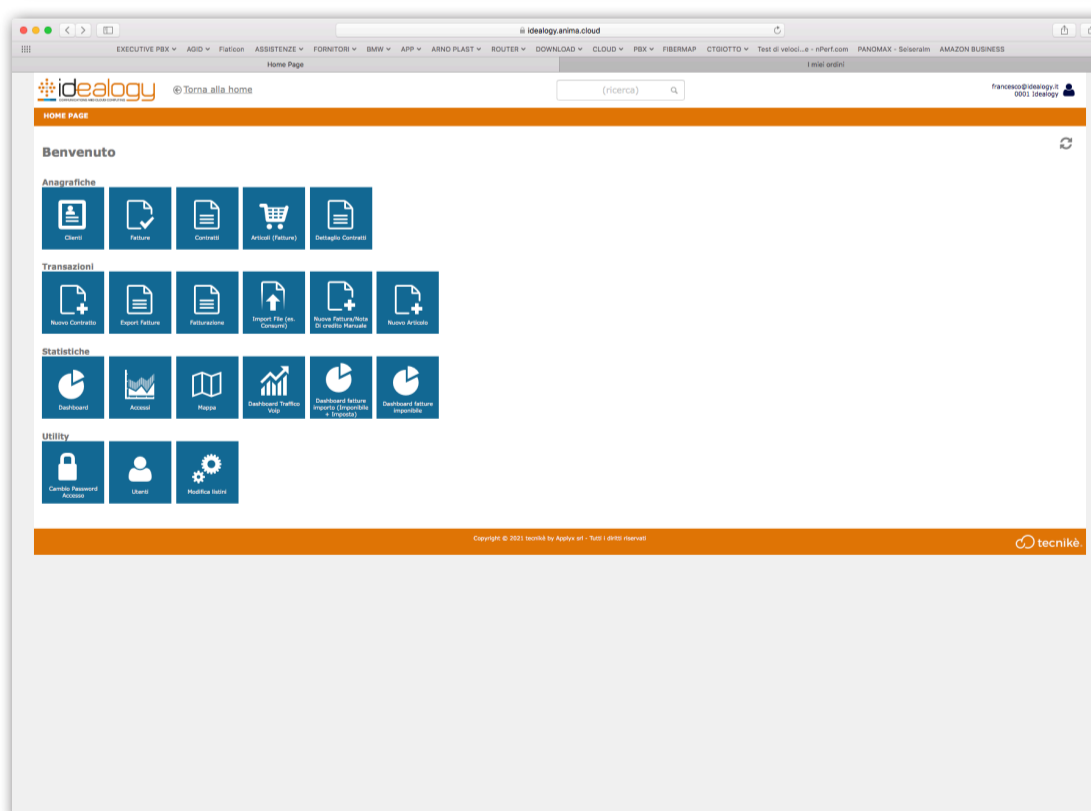 idealogy.anima.cloud
EXECUTIVE PBX AGID Flaticon ASSISTENZE FORNITORI BMW APP ARNO PLAST ROUTER DOWNLOAD CLOUD PBX FIBERMAP CTGIOTTO Test di veloci...e - nPerf.com PANOMAX - Seiseralm AMAZON BUSINESS
Home Page I miei ordini
idealogy Torna alla home (ricerca) francesco@idealogy.it
0001 Idealogy
HOME PAGE
Benvenuto
Anagrafiche
Clienti Fatture Contratti Articoli (Fatture) Dettaglio Contratti
Transazioni
Nuovo Contratto Export Fatture Fatturazione Import File (es. Consumi) Nuova Fattura/Nota Di credito Manuale Nuovo Articolo
Statistiche
Dashboard Accessi Mappa Dashboard Traffico Voip Dashboard fatture importo (Imponibile + Imposta) Dashboard fatture imponibile
Utility
Cambio Password Accesso Utenti Modifica listini
Copyright © 2021 tecnikè by Applyx srl - Tutti i diritti riservati
tecnikè.